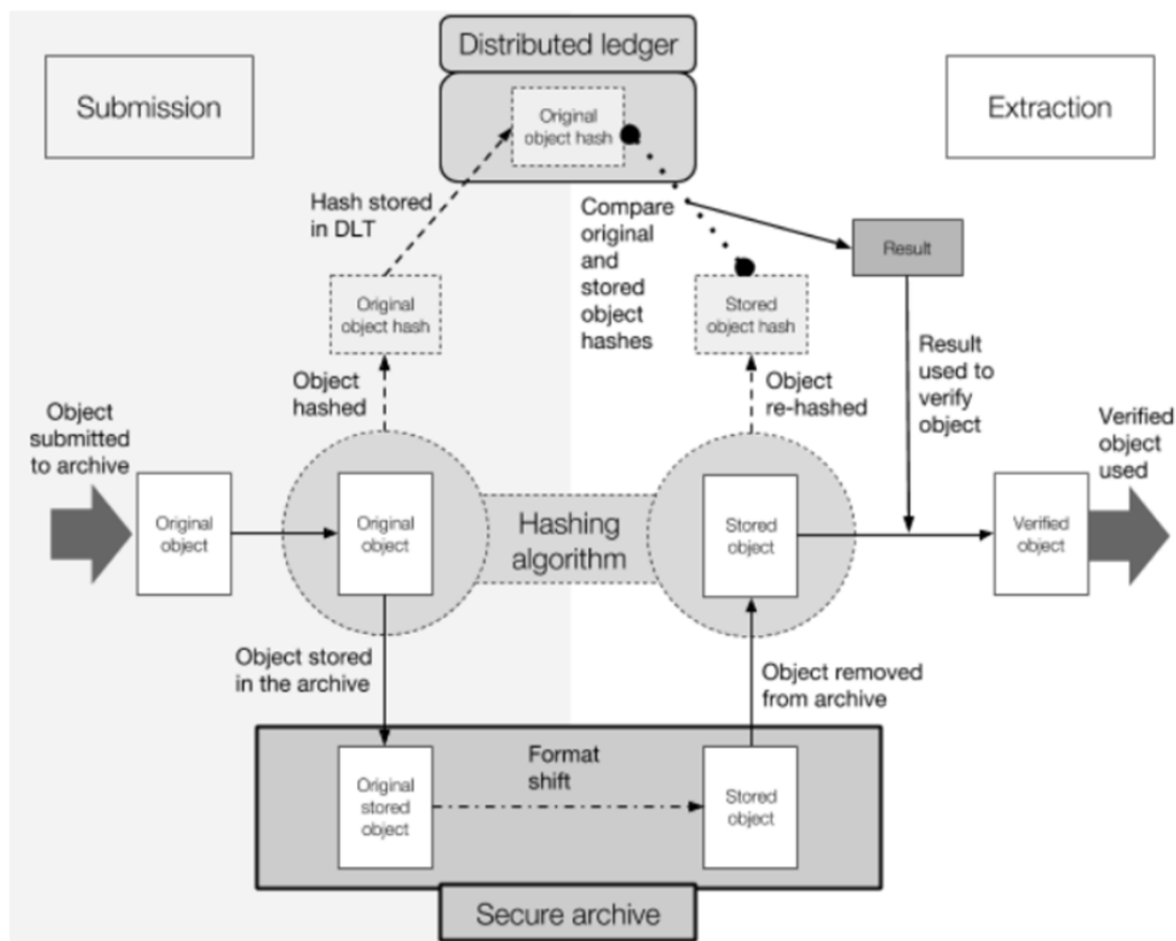 Distributed ledger
Submission
Extraction
Original
object hash
Hash stored
in DLT
Compare
original
and
stored
object
hashes
Result
Original
object hash
Stored
object hash
Object
hashed
Object
re-hashed
Result
used to
verify
object
Object
submitted
to archive
Verified
object
used
Original
object
Original
object
Hashing
algorithm
Stored
object
Verified
object
Object stored
in the archive
Object removed
from archive
Format
shift
Original
stored
object
Stored
object
Secure archive